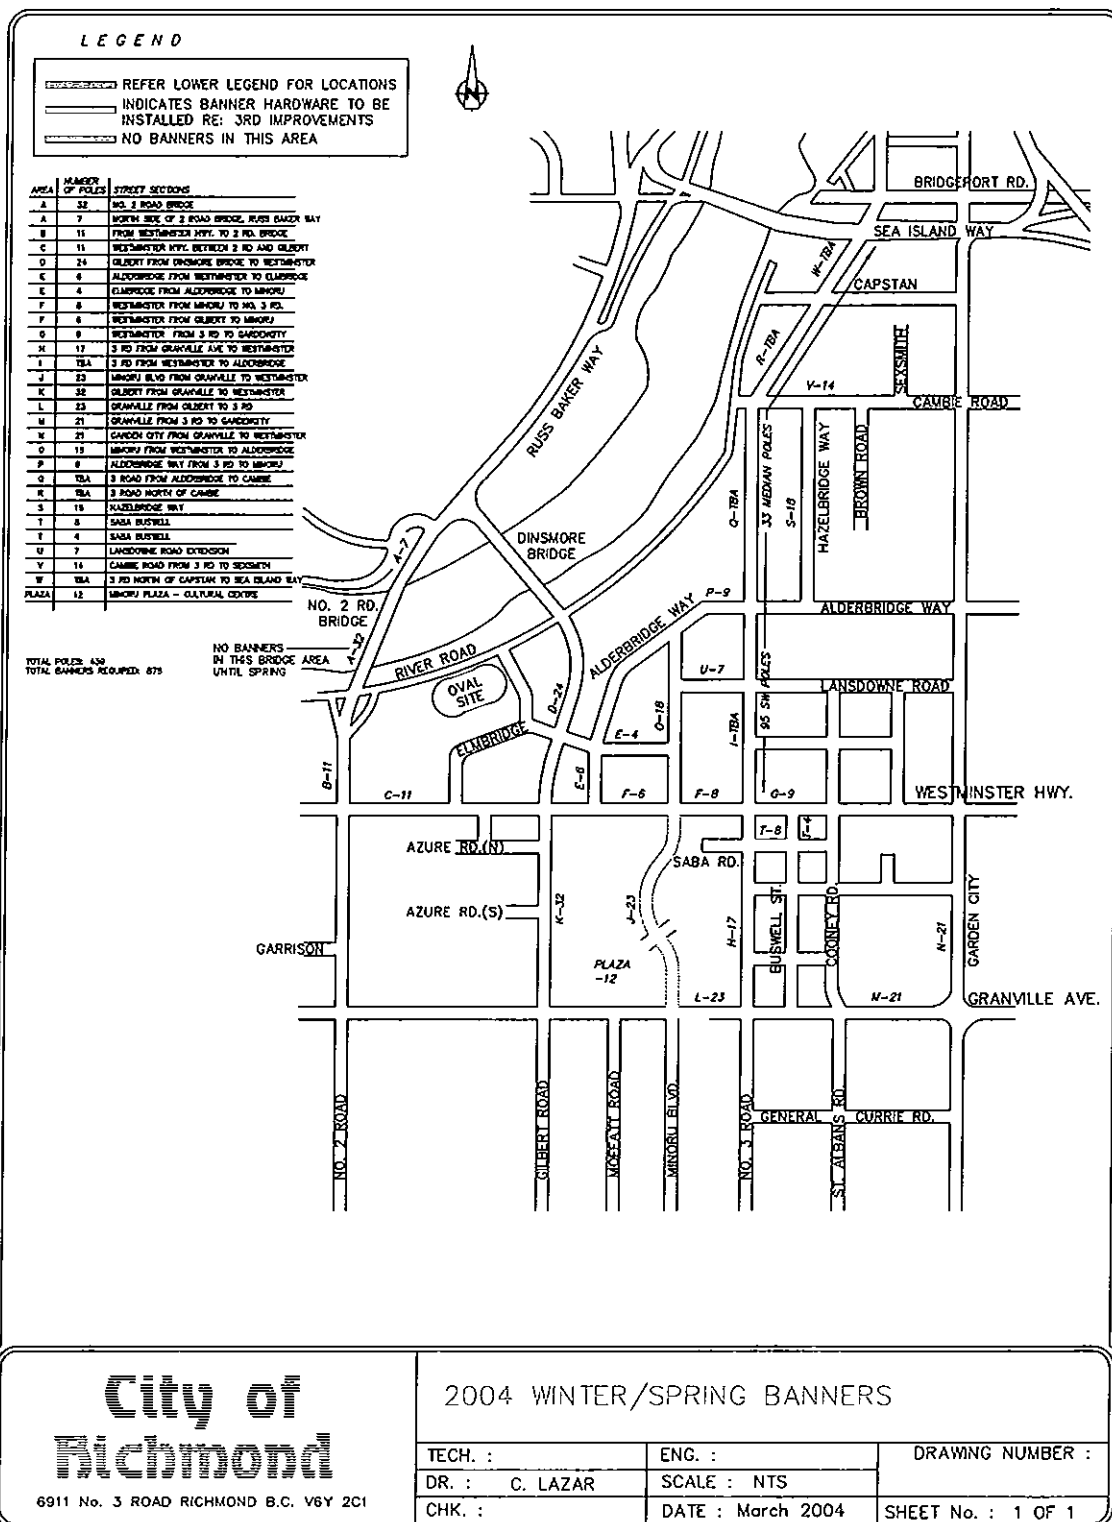 LEGEND
REFER LOWER LEGEND FOR LOCATIONS
INDICATES BANNER HARDWARE TO BE
INSTALLED RE: 3RD IMPROVEMENTS
NO BANNERS IN THIS AREA
AREA NUMBER OF POLES STREET SECTIONS
A 32 NO. 2 ROAD BRIDGE
A 7 NORTH SIDE OF 2 ROAD BRIDGE, RUSS BAKER WAY
B 11 FROM WESTMINSTER HWY. TO 2 RD. BRIDGE
C 11 WESTMINSTER HWY. BETWEEN 2 RD AND GILBERT
D 24 GILBERT FROM DINSMORE BRIDGE TO WESTMINSTER
E 6 ALDERBRIDGE FROM WESTMINSTER TO ELMBRIDGE
E 4 ELMBRIDGE FROM ALDERBRIDGE TO MINORU
F 8 WESTMINSTER FROM MINORU TO NO. 3 RD.
F 6 WESTMINSTER FROM GILBERT TO MINORU
G 9 WESTMINSTER FROM 3 RD TO GARDENCITY
H 17 3 RD FROM GRANVILLE AVE TO WESTMINSTER
I TBA 3 RD FROM WESTMINSTER TO ALDERBRIDGE
J 23 MINORU BLVD FROM GRANVILLE TO WESTMINSTER
K 32 GILBERT FROM GRANVILLE TO WESTMINSTER
L 23 GRANVILLE FROM GILBERT TO 3 RD
M 21 GRANVILLE FROM 3 RD TO GARDENCITY
N 21 GARDEN CITY FROM GRANVILLE TO WESTMINSTER
O MINORU FROM WESTMINSTER TO ALDERBRIDGE
P ALDERBRIDGE WAY FROM 3 RD TO MINORU
Q TBA 3 ROAD FROM ALDERBRIDGE TO CAMBIE
R TBA 3 ROAD NORTH OF CAMBIE
S HAZELBRIDGE WAY
T 8 SABA BUSWELL
T 4 SABA BUSWELL
U 7 LANSDOWNE ROAD EXTENSION
V 14 CAMBIE ROAD FROM 3 RD TO SEXSMITH
W TBA 3 RD NORTH OF CAPSTAN TO SEA ISLAND WAY
PLAZA 12 MINORU PLAZA - CULTURAL CENTRE
TOTAL POLES:
TOTAL BANNERS REQUIRED: 875
N
BRIDGEPORT RD.
SEA ISLAND WAY
W-TBA
CAPSTAN
R-TBA
V-14
SEXSMITH
CAMBIE ROAD
RUSS BAKER WAY
Q-TBA
33 MEDIAN POLES
S-18
HAZELBRIDGE WAY
BROWN ROAD
A-7
DINSMORE
BRIDGE
NO. 2 RD.
BRIDGE
P-9
ALDERBRIDGE WAY
ALDERBRIDGE WAY
NO BANNERS
IN THIS BRIDGE AREA
UNTIL SPRING
A-32
RIVER ROAD
OVAL
SITE
D-24
U-7
95 SW POLES
LANSDOWNE ROAD
O-18
I-TBA
ELMBRIDGE
E-4
B-11
C-11
E-6
F-6
F-8
G-9
WESTMINSTER HWY.
T-8
T-4
AZURE RD.(N)
SABA RD.
AZURE RD.(S)
K-32
J-23
H-17
BUSWELL ST.
COONEY RD.
N-21
GARDEN CITY
GARRISON
PLAZA
-12
L-23
M-21
GRANVILLE AVE.
NO. 2 ROAD
GILBERT ROAD
MOFFATT ROAD
MINORU BLVD.
NO. 3 ROAD
GENERAL CURRIE RD.
ST. ALBANS RD.
City of
Richmond
6911 No. 3 ROAD RICHMOND B.C. V6Y 2C1
2004 WINTER/SPRING BANNERS
TECH. :
ENG. :
DRAWING NUMBER :
DR. : C. LAZAR
SCALE : NTS
CHK. :
DATE : March 2004
SHEET No. : 1 OF 1